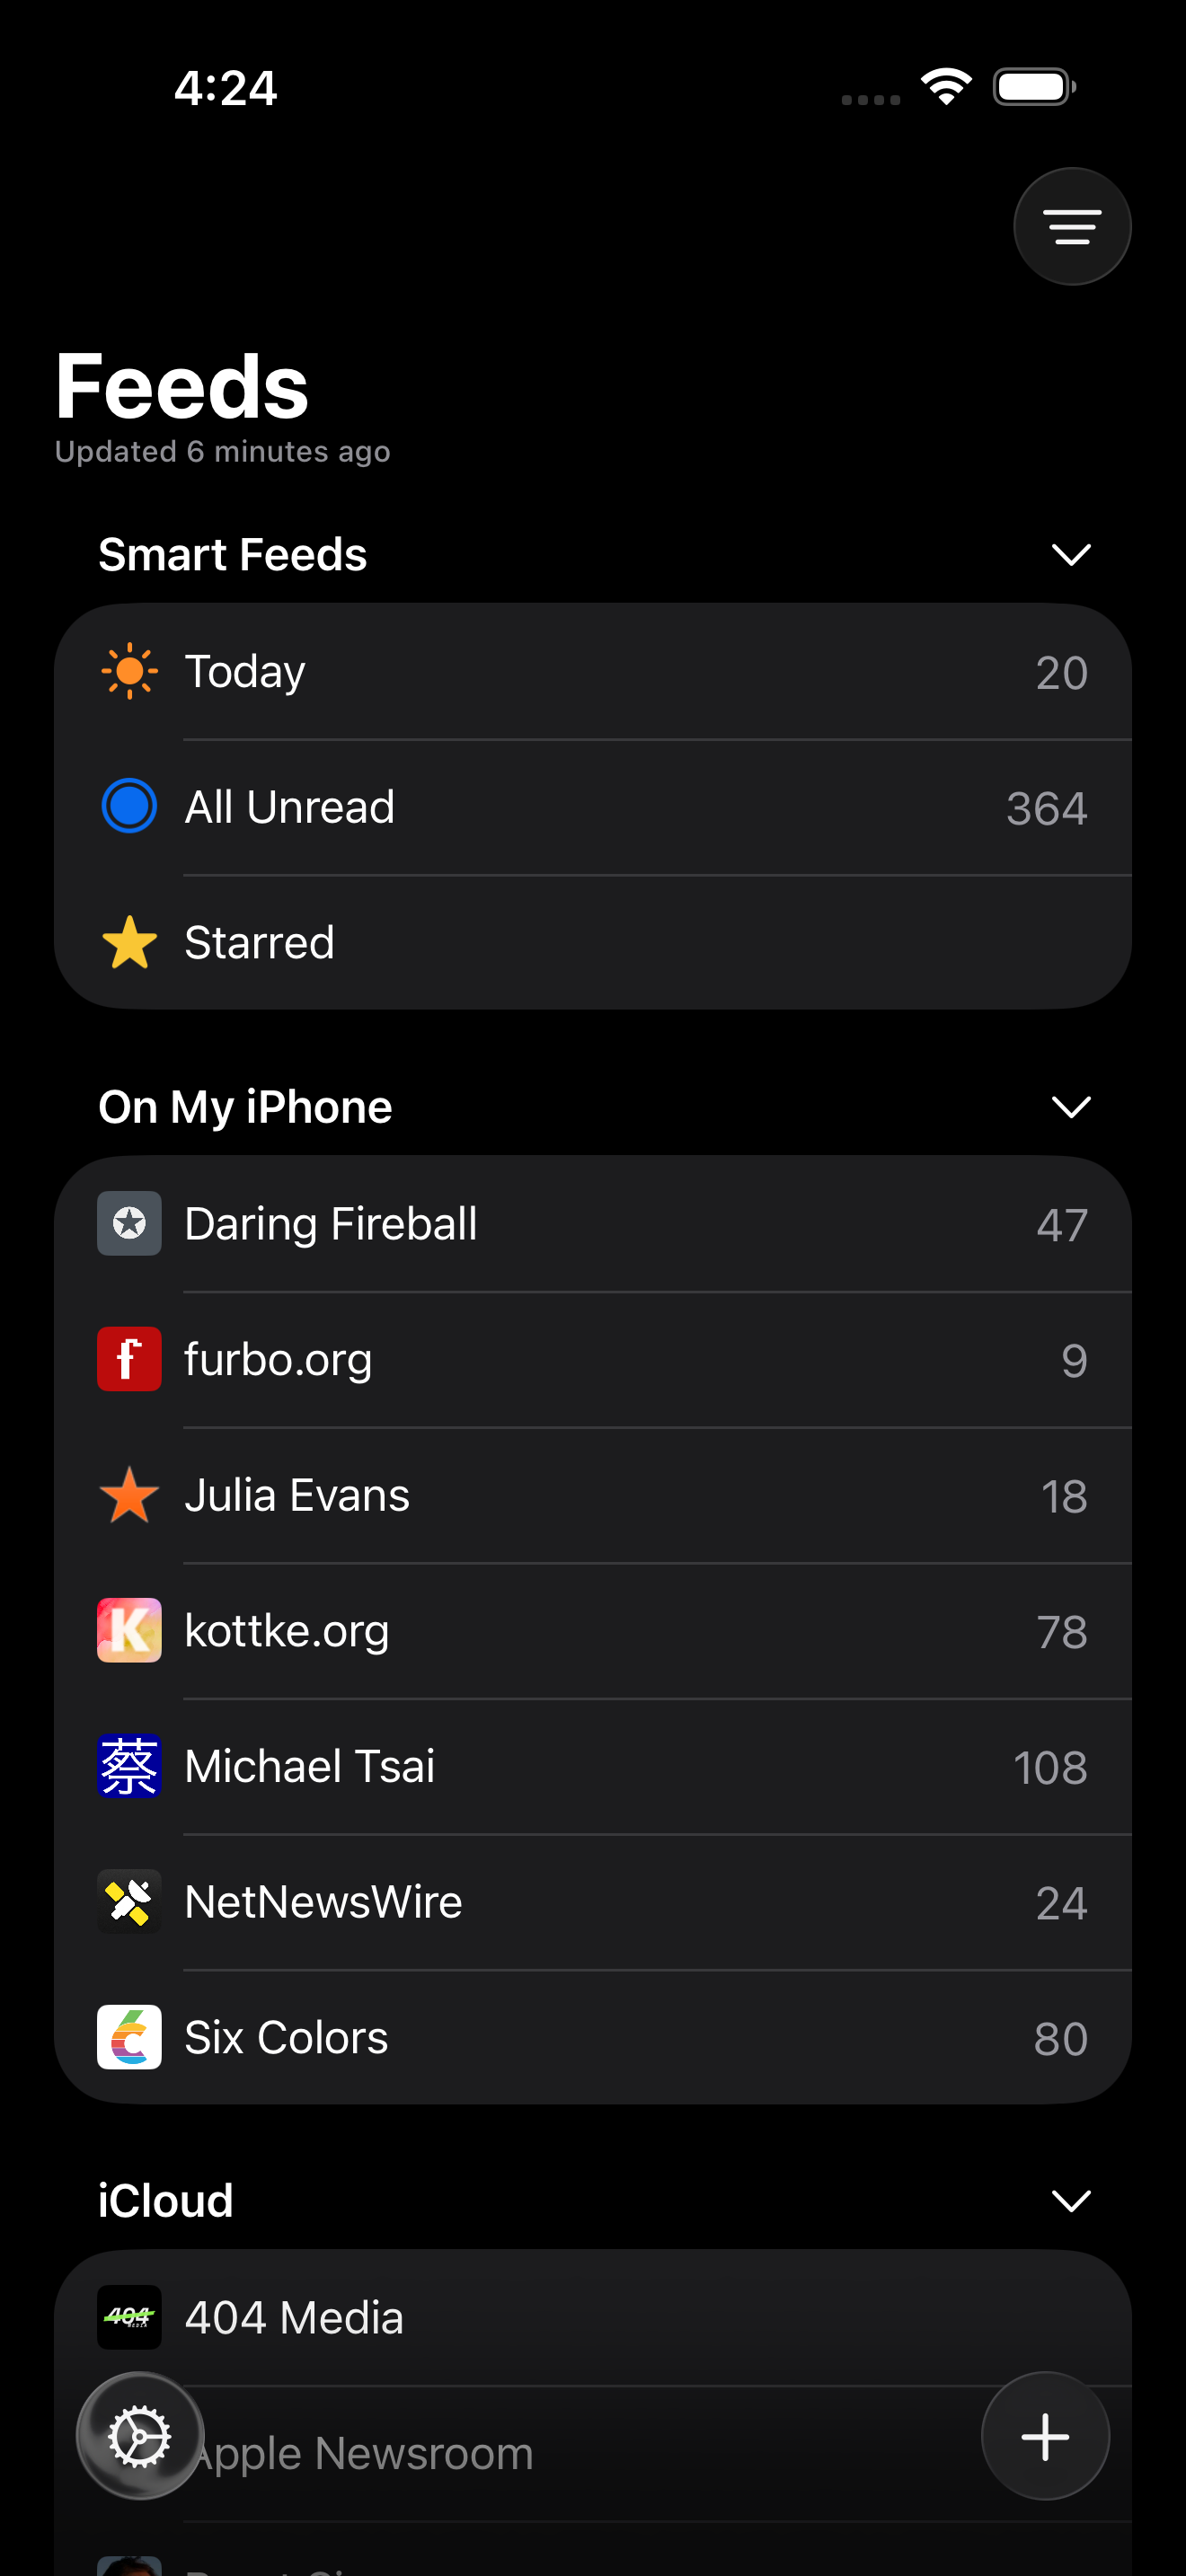 4:24
Feeds
Updated 6 minutes ago
Smart Feeds
Today 20
All Unread 364
Starred
On My iPhone
Daring Fireball 47
furbo.org 9
Julia Evans 18
K kottke.org 78
蔡 Michael Tsai 108
NetNewsWire 24
Six Colors 80
iCloud
404 404 Media
Apple Newsroom